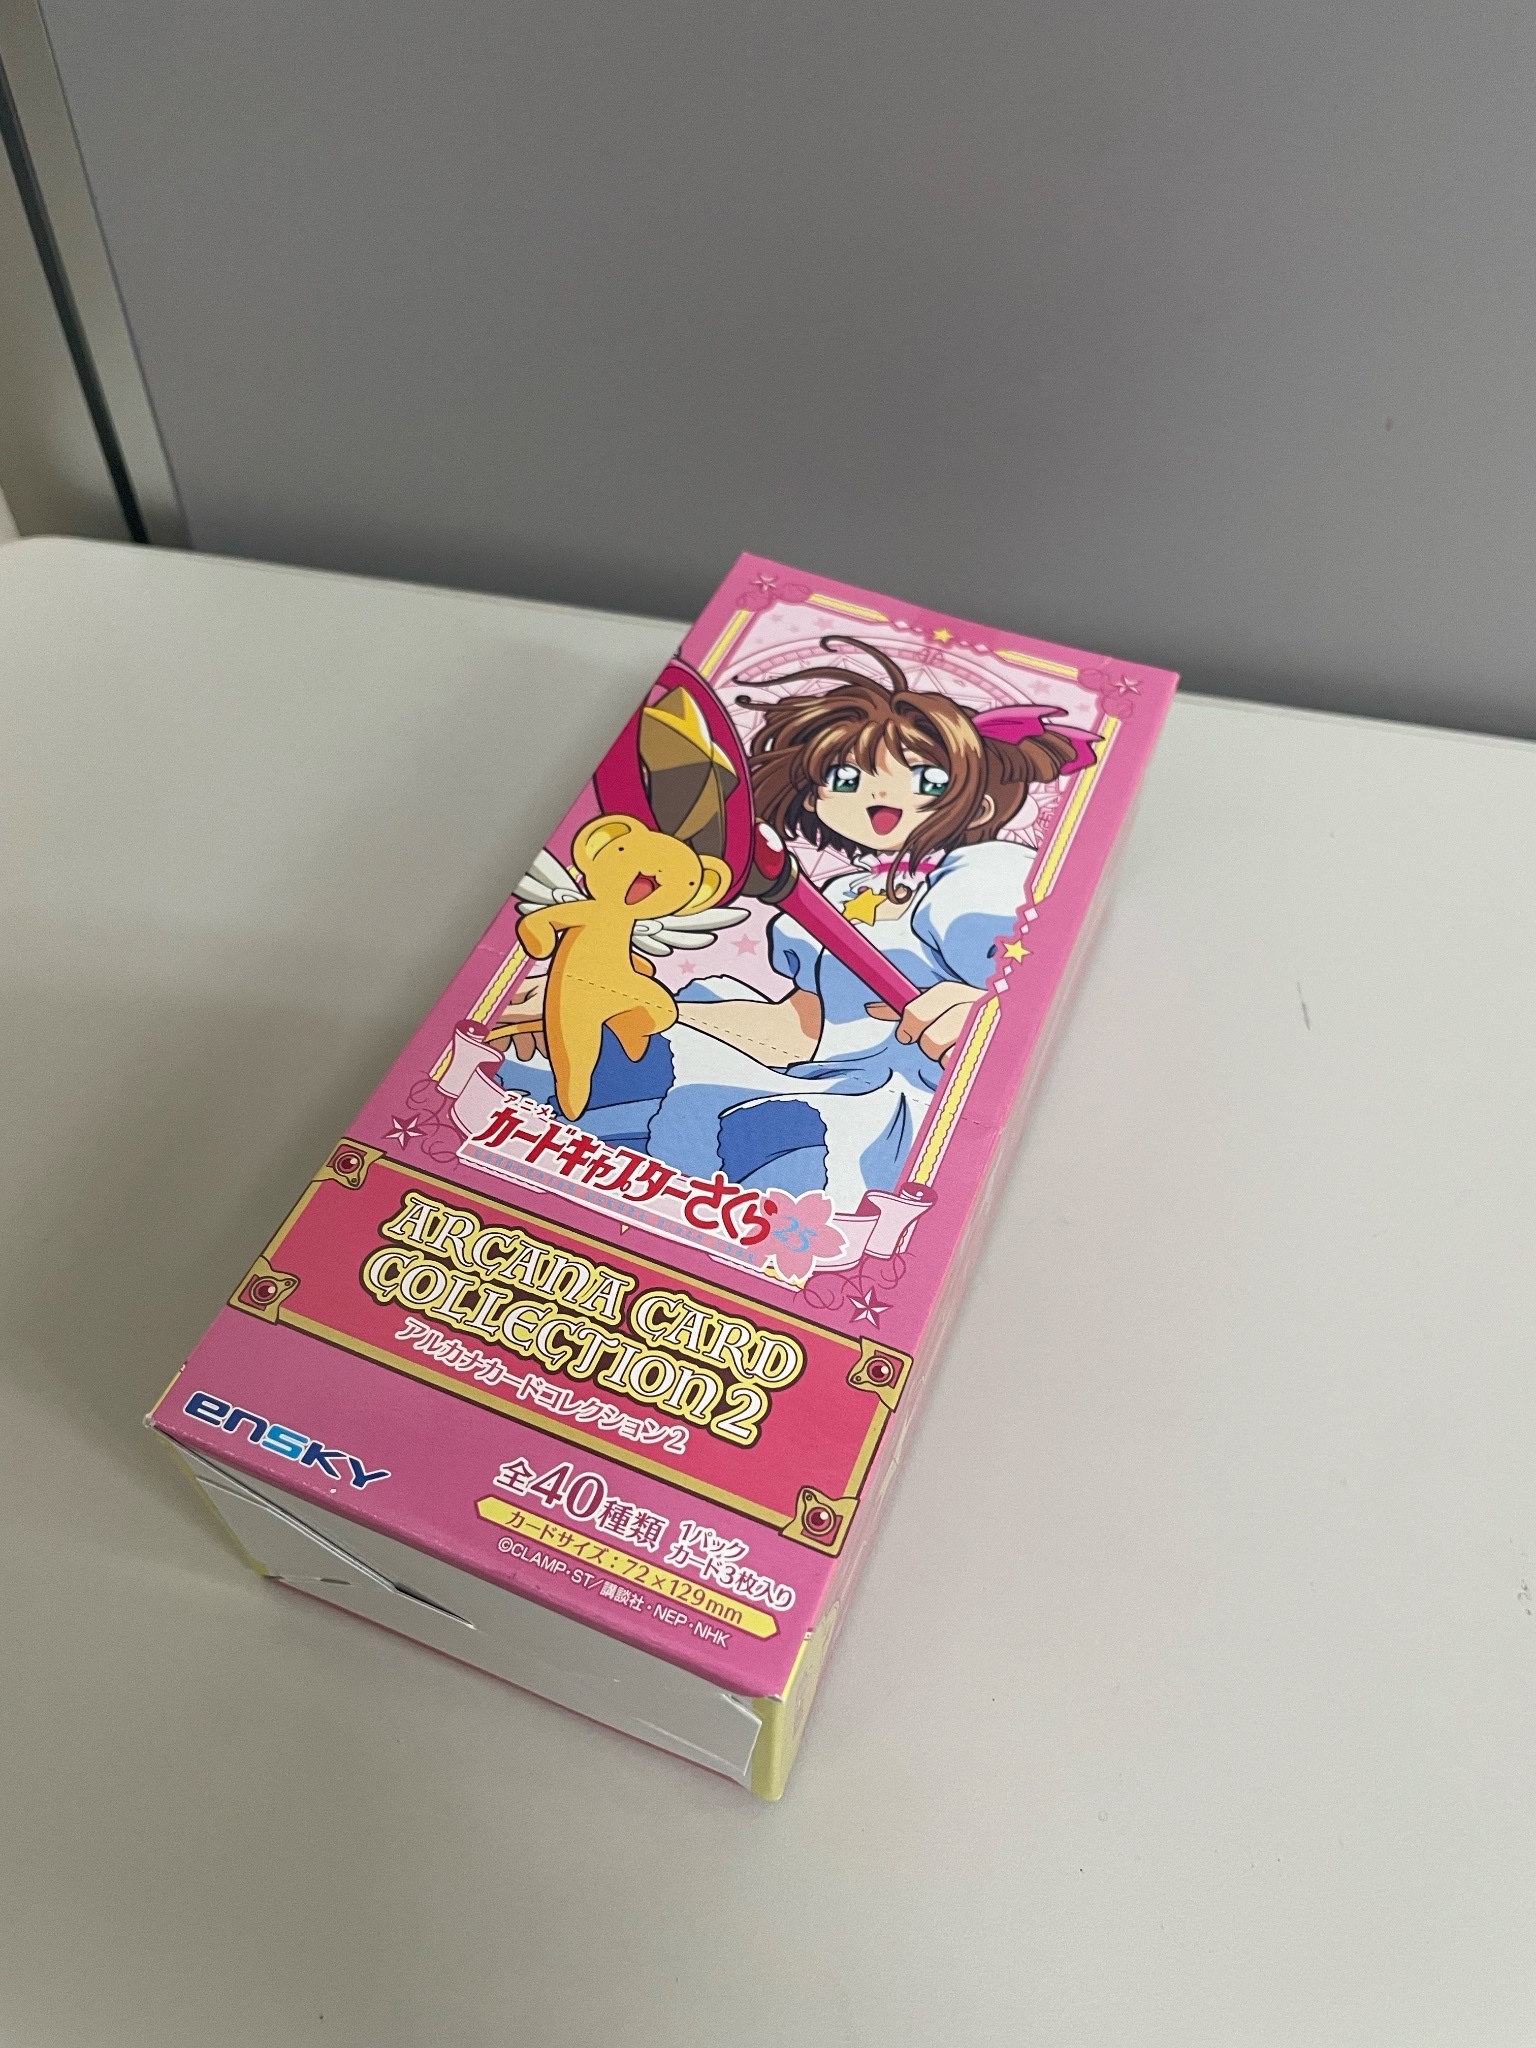 アニメ
カードキャプターさくら
25
ARCANA CARD
COLLECTION 2
アルカナカードコレクション2
ensky
全40種類
1パック
カード3枚入り
カードサイズ：72×129mm
©CLAMP・ST／講談社・NEP・NHK